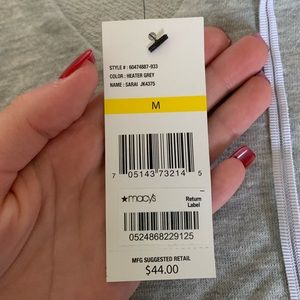 STYLE # : 60474887-933
COLOR : HEATER GREY
NAME : SARAI JK4375
M
7 05143 73214 5
★macy's
Return
Label
0524868229125
MFG SUGGESTED RETAIL
$44.00